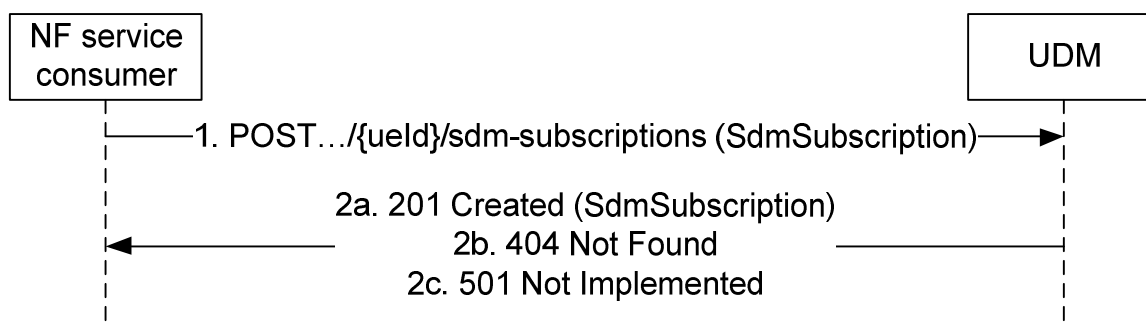 NF service
consumer
UDM
1. POST…/{ueId}/sdm-subscriptions (SdmSubscription)
2a. 201 Created (SdmSubscription)
2b. 404 Not Found
2c. 501 Not Implemented